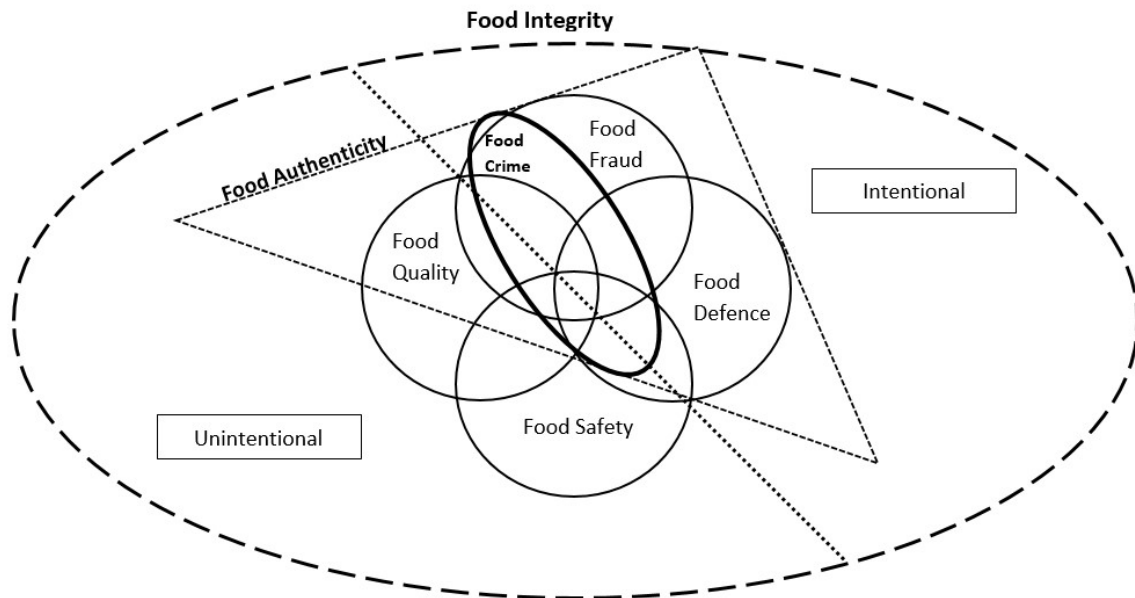 Food Integrity
Food
Fraud
Food
Crime
Food Authenticity
Intentional
Food
Quality
Food
Defence
Food Safety
Unintentional